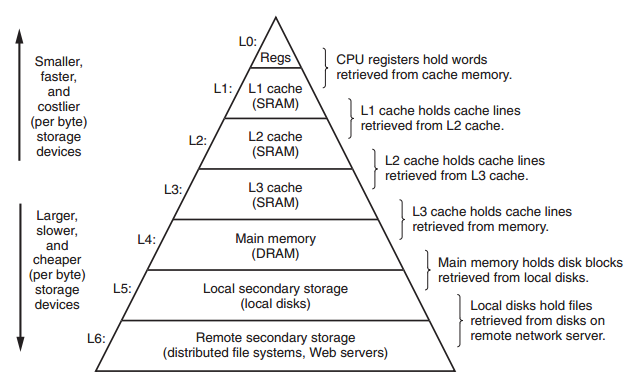 Smaller,
faster,
and
costlier
(per byte)
storage
devices
Larger,
slower,
and
cheaper
(per byte)
storage
devices
L0:
Regs
L1:
L1 cache
(SRAM)
L2:
L2 cache
(SRAM)
L3:
L3 cache
(SRAM)
L4:
Main memory
(DRAM)
L5:
Local secondary storage
(local disks)
L6:
Remote secondary storage
(distributed file systems, Web servers)
CPU registers hold words
retrieved from cache memory.
L1 cache holds cache lines
retrieved from L2 cache.
L2 cache holds cache lines
retrieved from L3 cache.
L3 cache holds cache lines
retrieved from memory.
Main memory holds disk blocks
retrieved from local disks.
Local disks hold files
retrieved from disks on
remote network server.